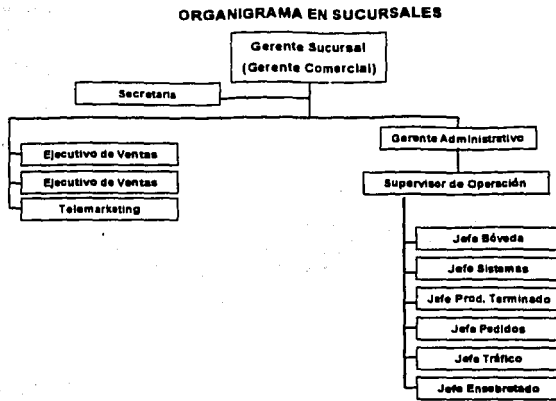 ORGANIGRAMA EN SUCURSALES
Gerente Sucursal
(Gerente Comercial)
Secretaria
Ejecutivo de Ventas
Ejecutivo de Ventas
Telemarketing
Gerente Administrativo
Supervisor de Operación
Jefe Bóveda
Jefe Sistemas
Jefe Prod. Terminado
Jefe Pedidos
Jefe Tráfico
Jefe Ensobretado